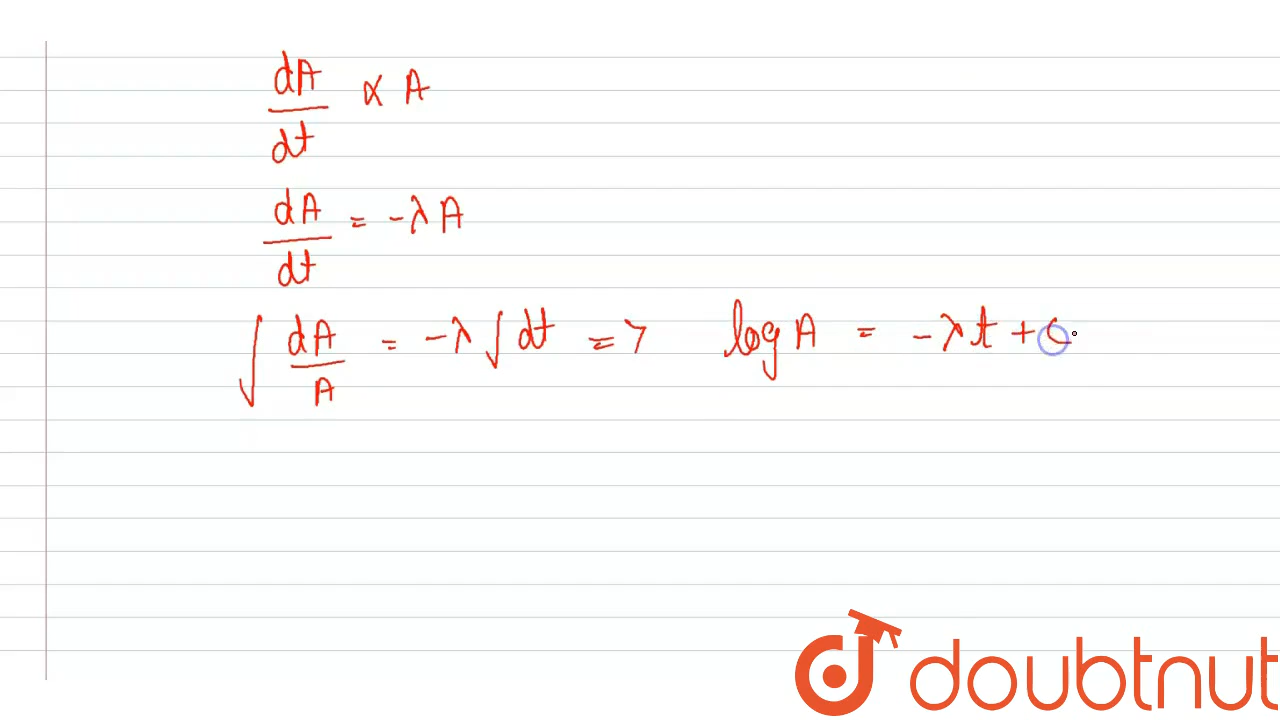 dA/dt ∝ A
dA/dt = -λA
∫ dA/A = -λ∫dt => log A = -λt + C
doubtnut